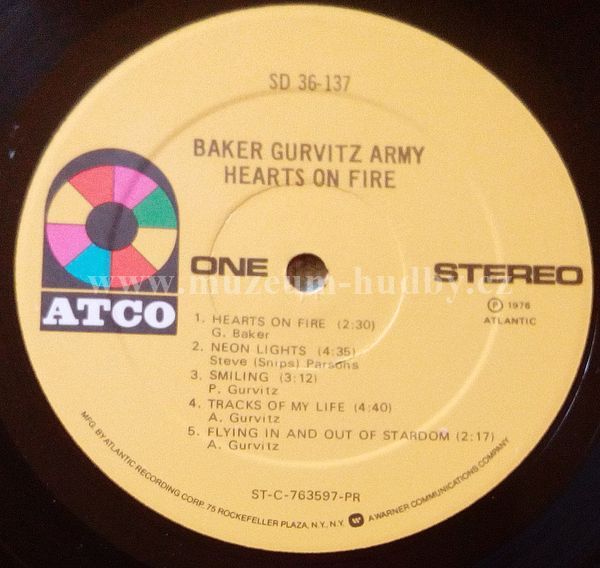 SD 36-137
BAKER GURVITZ ARMY
HEARTS ON FIRE
ATCO
ONE
STEREO
www.muzeum-hudby.cz
1. HEARTS ON FIRE (2:30)
G. Baker
2. NEON LIGHTS (4:35)
Steve (Snips) Parsons
3. SMILING (3:12)
P. Gurvitz
4. TRACKS OF MY LIFE (4:40)
A. Gurvitz
5. FLYING IN AND OUT OF STARDOM (2:17)
A. Gurvitz
Ⓟ 1976
ATLANTIC
ST-C-763597-PR
MFG. BY ATLANTIC RECORDING CORP. 75 ROCKEFELLER PLAZA, N.Y., N.Y. A WARNER COMMUNICATIONS COMPANY